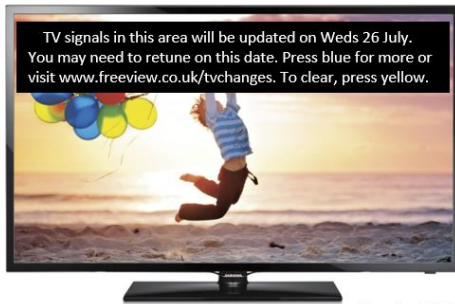 TV signals in this area will be updated on Weds 26 July.
You may need to retune on this date. Press blue for more or
visit www.freeview.co.uk/tvchanges. To clear, press yellow.
SAMSUNG